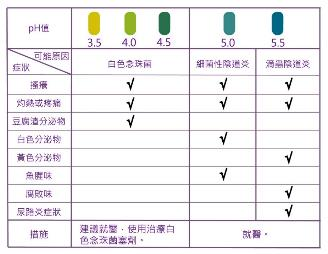 pH值
3.5 4.0 4.5 5.0 5.5
可能原因
症狀
白色念珠菌 細菌性陰道炎 滴蟲陰道炎
搔癢 √ √ √
灼熱或疼痛 √ √ √
豆腐渣分泌物 √
白色分泌物 √
黃色分泌物 √
魚腥味 √
腐敗味 √
尿路炎症狀 √
措施 建議就醫，使用治療白
色念珠菌塞劑。
就醫。